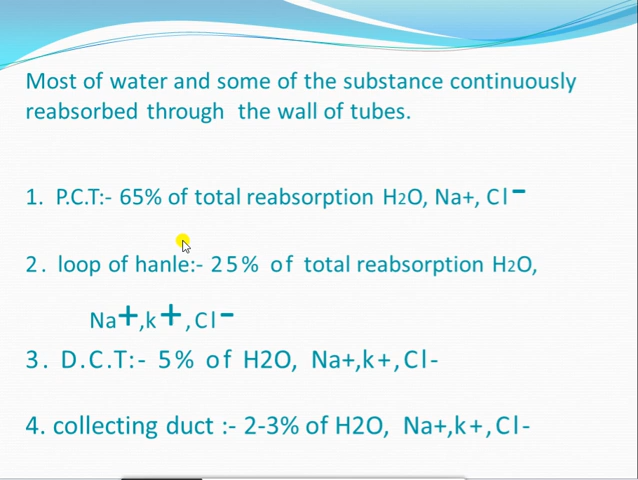 Most of water and some of the substance continuously
reabsorbed through the wall of tubes.
1. P.C.T:- 65% of total reabsorption H2O, Na+, Cl-
2. loop of hanle:- 25% of total reabsorption H2O,
Na+,k+,Cl-
3. D.C.T:- 5% of H2O, Na+,k+,Cl-
4. collecting duct :- 2-3% of H2O, Na+,k+,Cl-